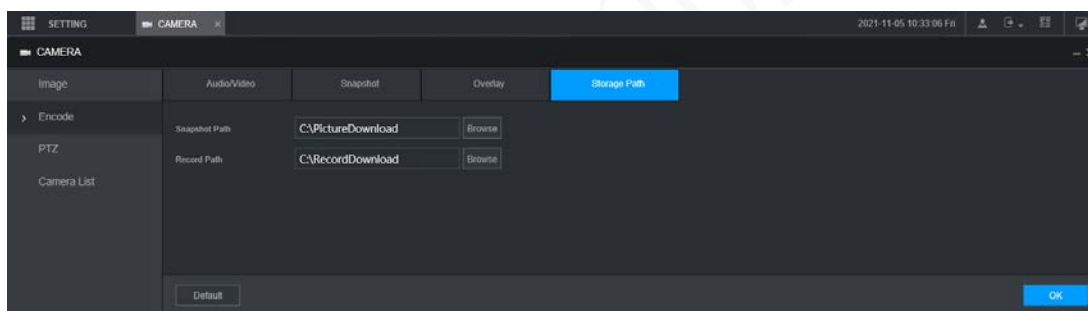 SETTING CAMERA × 2021-11-05 10:33:06 Fri
CAMERA
Image Audio/Video Snapshot Overlay Storage Path
Encode
Snapshot Path C:\PictureDownload Browse
PTZ
Record Path C:\RecordDownload Browse
Camera List
Default OK